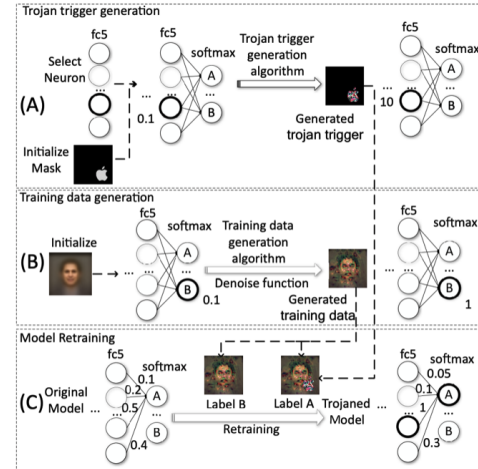 Trojan trigger generation
fc5
fc5
fc5
softmax
softmax
Select
Neuron
Trojan trigger
generation
algorithm
A
A
...
...
...
...
...
...
(A)
B
B
0.1
10
Initialize
Mask
Generated
trojan trigger
Training data generation
fc5
fc5
softmax
softmax
Initialize
Training data
generation
algorithm
A
A
(B)
...
...
...
...
Denoise function
B
B
0.1
1
Generated
training data
Model Retraining
fc5
fc5
softmax
softmax
0.1
0.05
Original
Model
0.2
0.1
A
A
(C)
...
0.5
Label B
Label A
Trojaned
Model
...
1
...
...
Retraining
B
B
0.4
0.3